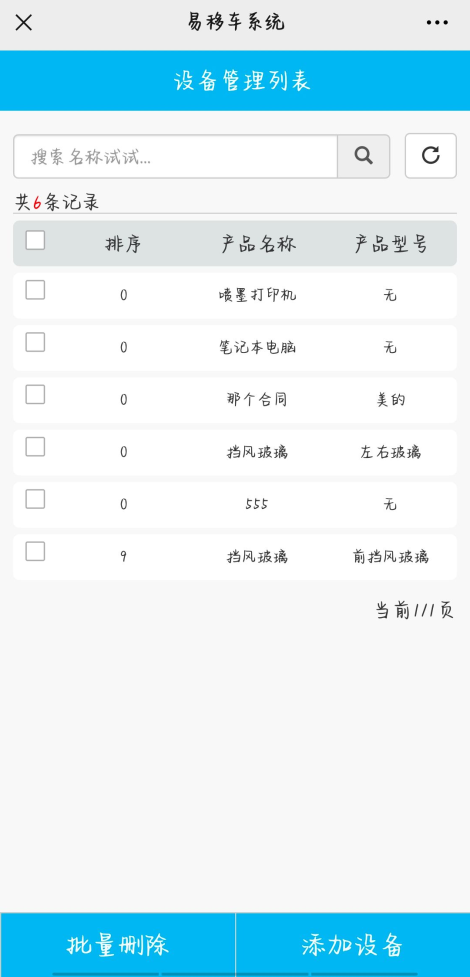 易移车系统
设备管理列表
搜索名称试试...
共6条记录
排序 产品名称 产品型号
0 喷墨打印机 无
0 笔记本电脑 无
0 那个合同 美的
0 挡风玻璃 左右玻璃
0 555 无
9 挡风玻璃 前挡风玻璃
当前1/1页
批量删除 添加设备